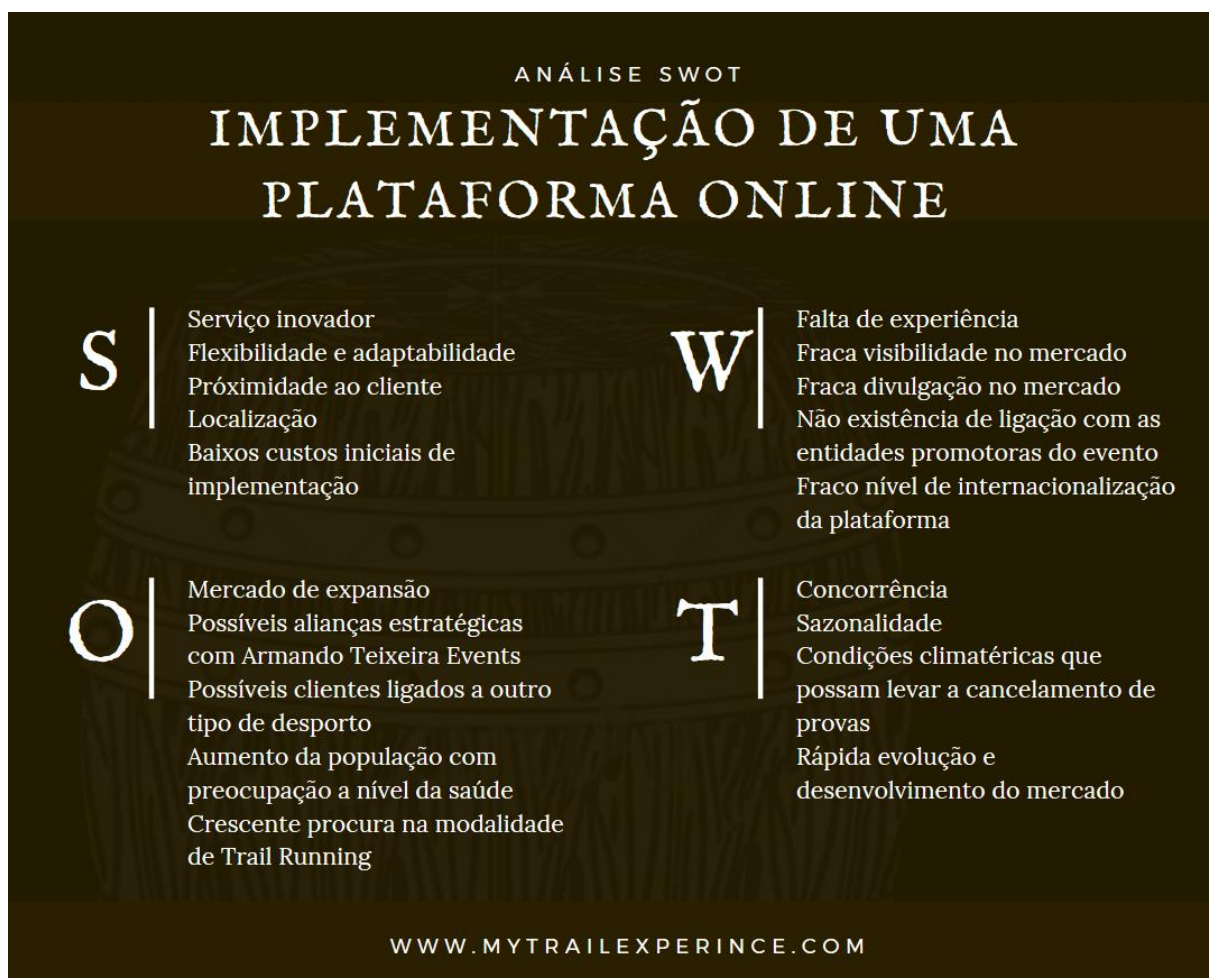 ANÁLISE SWOT
IMPLEMENTAÇÃO DE UMA
PLATAFORMA ONLINE
S
Serviço inovador
Flexibilidade e adaptabilidade
Próximidade ao cliente
Localização
Baixos custos iniciais de
implementação
W
Falta de experiência
Fraca visibilidade no mercado
Fraca divulgação no mercado
Não existência de ligação com as
entidades promotoras do evento
Fraco nível de internacionalização
da plataforma
O
Mercado de expansão
Possíveis alianças estratégicas
com Armando Teixeira Events
Possíveis clientes ligados a outro
tipo de desporto
Aumento da população com
preocupação a nível da saúde
Crescente procura na modalidade
de Trail Running
T
Concorrência
Sazonalidade
Condições climatéricas que
possam levar a cancelamento de
provas
Rápida evolução e
desenvolvimento do mercado
WWW.MYTRAILEXPERINCE.COM